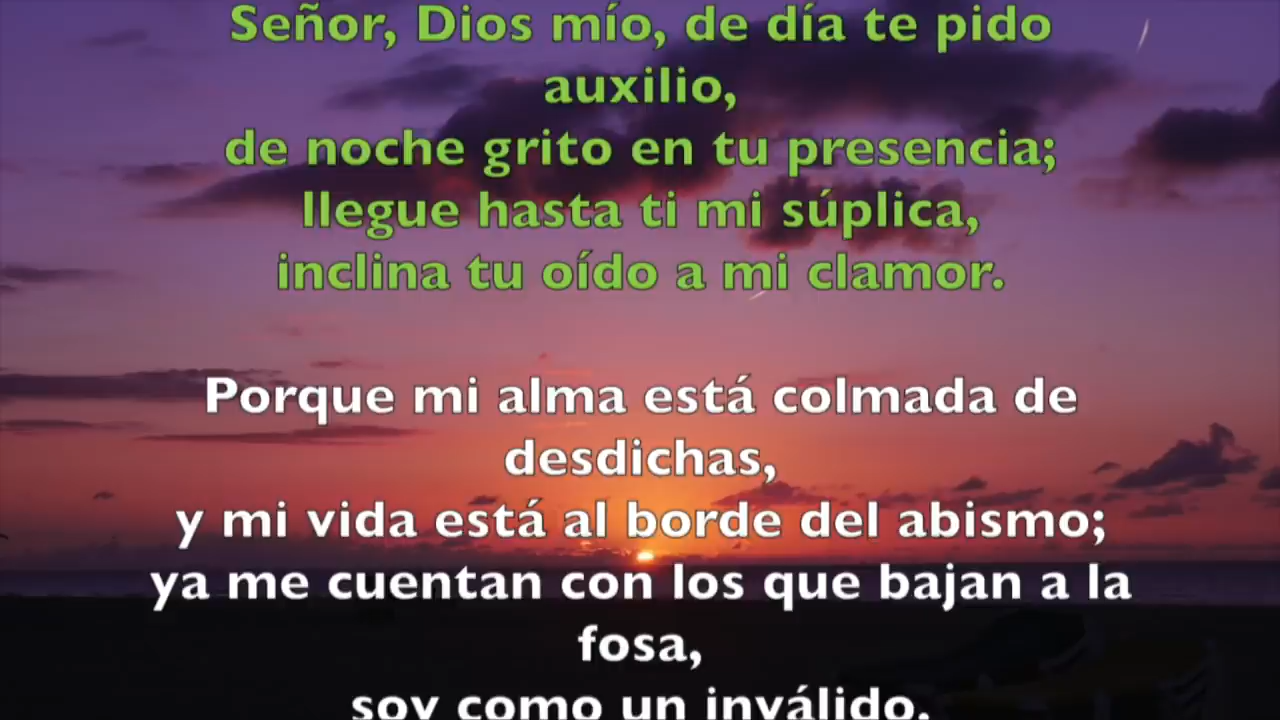 Señor, Dios mío, de día te pido
auxilio,
de noche grito en tu presencia;
llegue hasta ti mi súplica,
inclina tu oído a mi clamor.
Porque mi alma está colmada de
desdichas,
y mi vida está al borde del abismo;
ya me cuentan con los que bajan a la
fosa,
soy como un inválido.